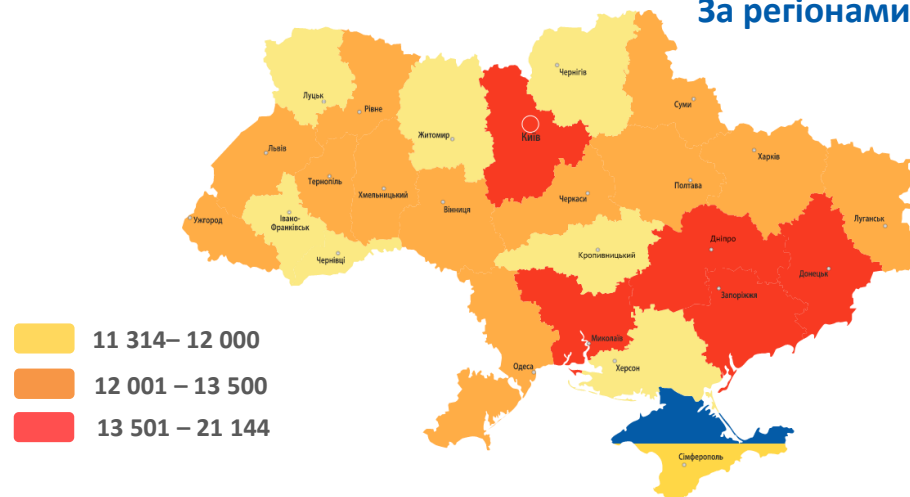 За регіонами
Чернігів
Луцьк
Рівне
Суми
Житомир
Київ
Львів
Харків
Тернопіль
Хмельницький
Полтава
Черкаси
Вінниця
Ужгород
Івано-
Франківськ
Луганськ
Дніпро
Чернівці
Кропивницький
Донецьк
Запоріжжя
Миколаїв
Одеса
Херсон
Сімферополь
11 314– 12 000
12 001 – 13 500
13 501 – 21 144